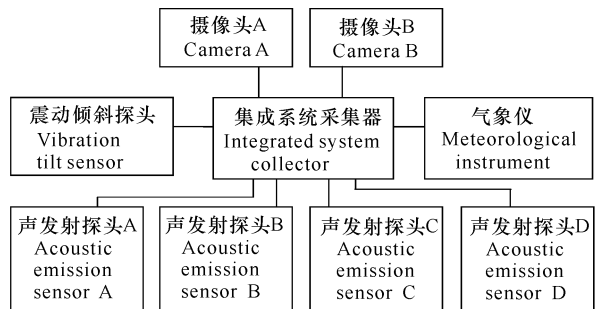 摄像头A
Camera A
摄像头B
Camera B
震动倾斜探头
Vibration
tilt sensor
集成系统采集器
Integrated system
collector
气象仪
Meteorological
instrument
声发射探头A
Acoustic
emission
sensor A
声发射探头B
Acoustic
emission
sensor B
声发射探头C
Acoustic
emission
sensor C
声发射探头D
Acoustic
emission
sensor D